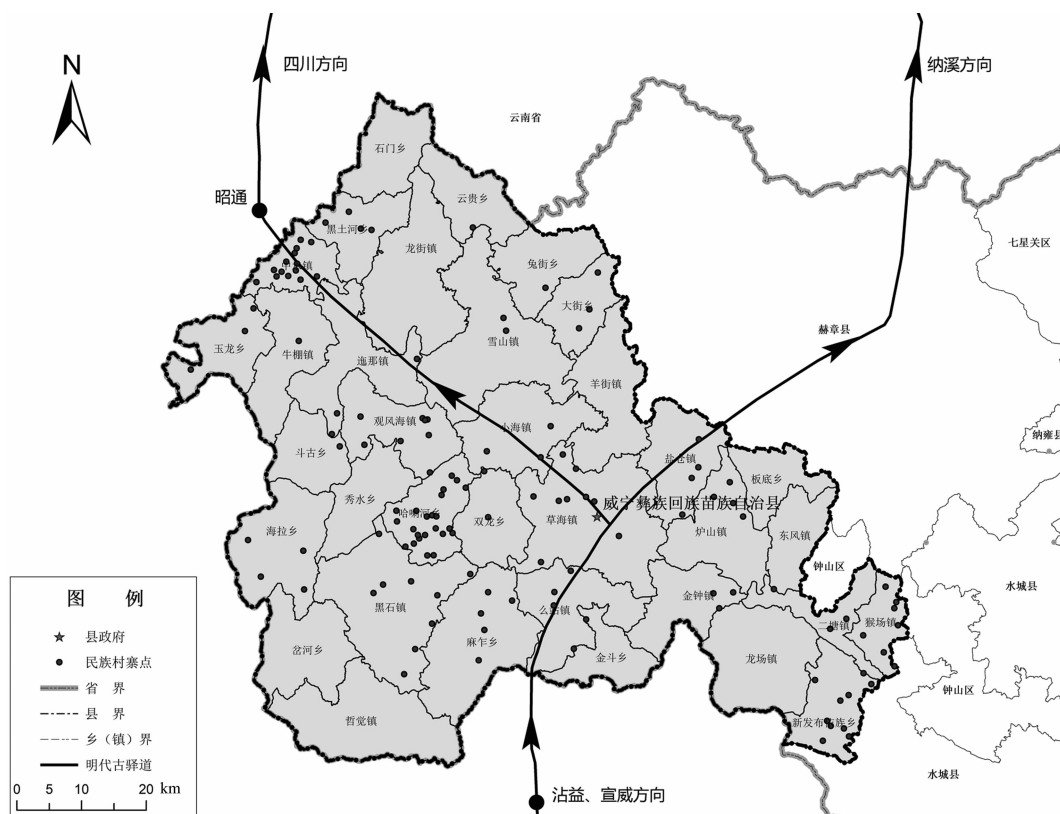 四川方向
纳溪方向
N
云南省
石门乡
昭通
云贵乡
黑土河乡
龙街镇
七星关区
兔街乡
中水镇
大街乡
赫章县
玉龙乡
牛棚镇
迤那镇
雪山镇
羊街镇
观风海镇
小海镇
纳雍县
斗古乡
盐仓镇
板底乡
秀水乡
威宁彝族回族苗族自治县
哈喇河乡
双龙乡
草海镇
海拉乡
炉山镇
东风镇
钟山区
水城县
图 例
黑石镇
么站镇
金钟镇
县政府
二塘镇
猴场镇
麻乍乡
岔河乡
金斗乡
龙场镇
民族村寨点
省 界
钟山区
县 界
哲觉镇
新发布依族乡
乡（镇）界
明代古驿道
水城县
0 5 10 20 km
沾益、宣威方向